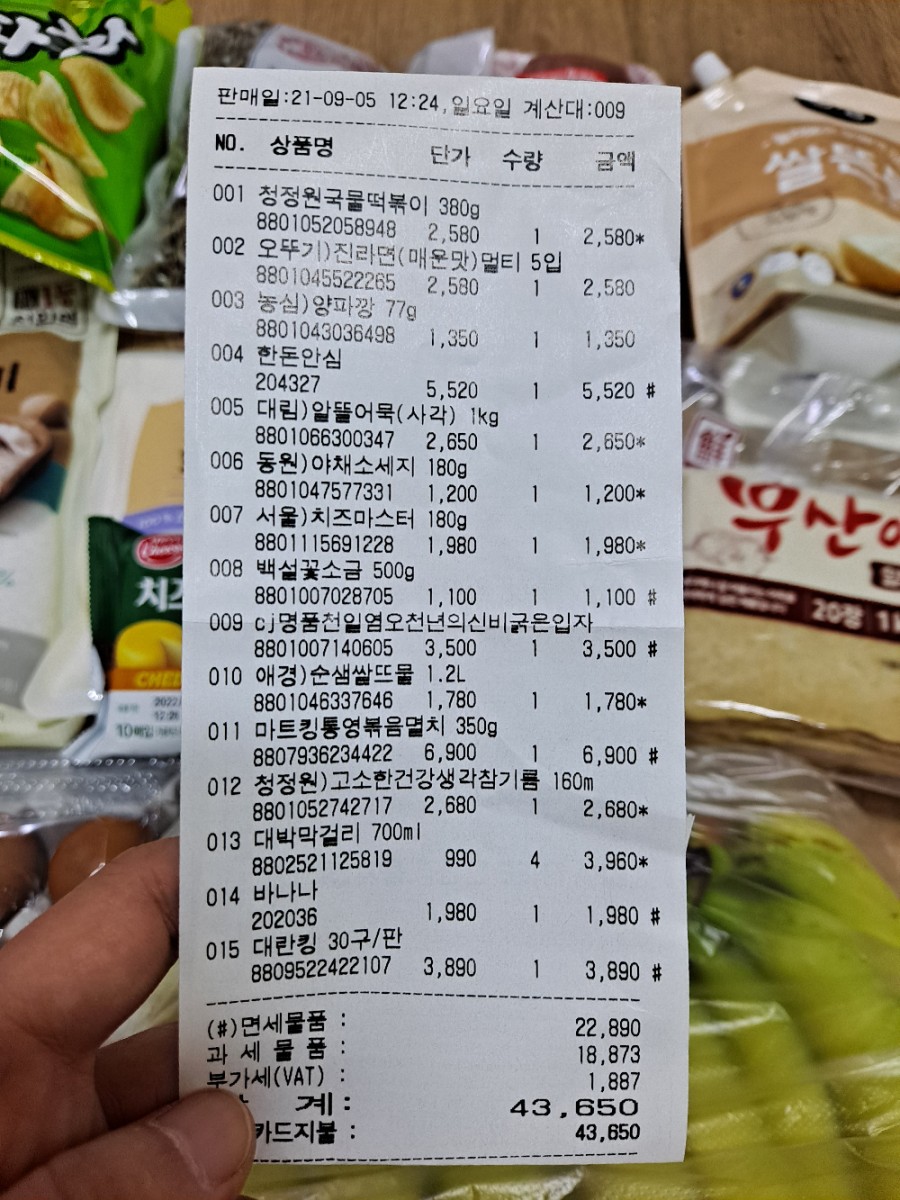 판매일:21-09-05 12:24,일요일 계산대:009
NO. 상품명 단가 수량 금액
001 청정원국물떡볶이 380g
8801052058948 2,580 1 2,580*
002 오뚜기)진라면(매운맛)멀티 5입
8801045522265 2,580 1 2,580
003 농심)양파깡 77g
8801043036498 1,350 1 1,350
004 한돈안심
204327 5,520 1 5,520 #
005 대림)알뜰어묵(사각) 1kg
8801066300347 2,650 1 2,650*
006 동원)야채소세지 180g
8801047577331 1,200 1 1,200*
007 서울)치즈마스터 180g
8801115691228 1,980 1 1,980*
008 백설꽃소금 500g
8801007028705 1,100 1 1,100 #
009 cj명품천일염오천년의신비굵은입자
8801007140605 3,500 1 3,500 #
010 애경)순샘쌀뜨물 1.2L
8801046337646 1,780 1 1,780*
011 마트킹통영볶음멸치 350g
8807936234422 6,900 1 6,900 #
012 청정원)고소한건강생각참기름 160m
8801052742717 2,680 1 2,680*
013 대박막걸리 700ml
8802521125819 990 4 3,960*
014 바나나
202036 1,980 1 1,980 #
015 대란킹 30구/판
8809522422107 3,890 1 3,890 #
(#)면세물품 : 22,890
과 세 물 품 : 18,873
부가세(VAT) : 1,887
계: 43,650
카드지불 : 43,650
쌀뜨
鮮
무산
20장 1k
치즈
CHE
10매입